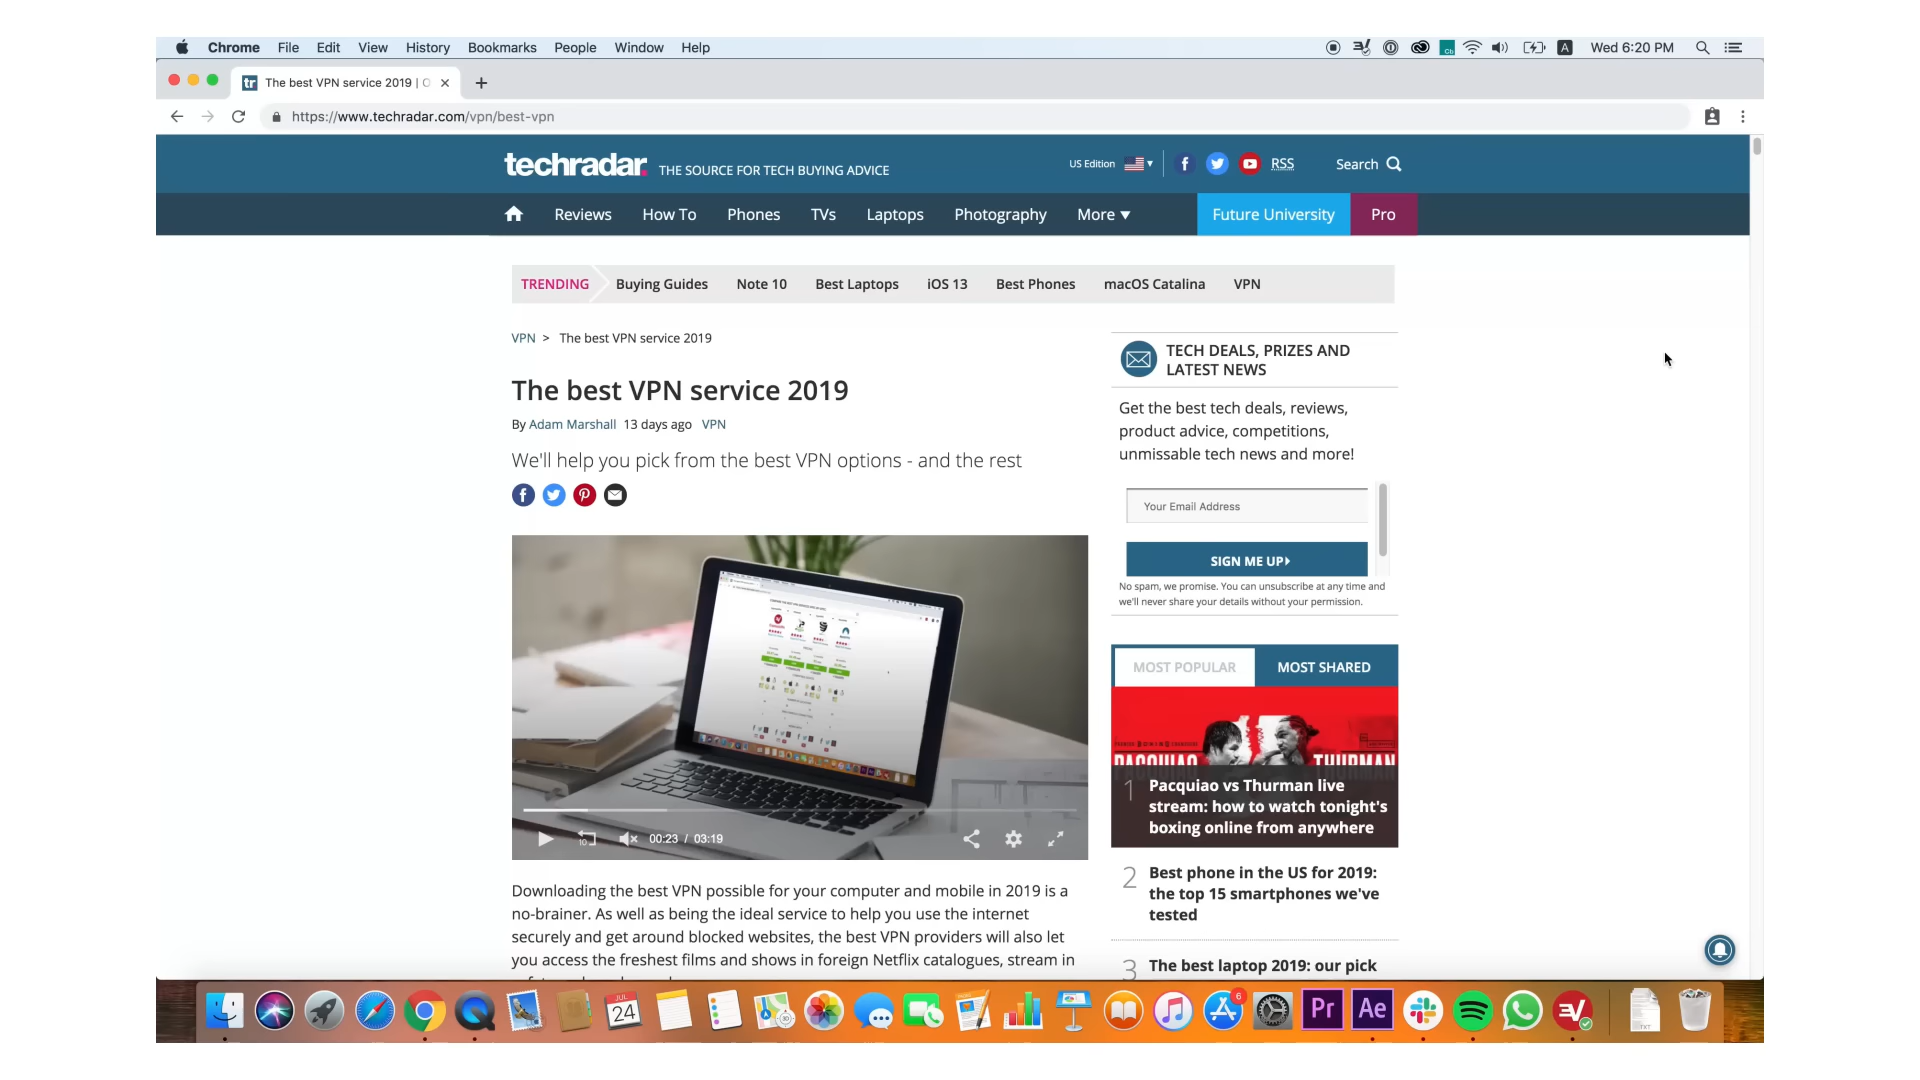 Chrome File Edit View History Bookmarks People Window Help
Wed 6:20 PM
tr The best VPN service 2019 |
https://www.techradar.com/vpn/best-vpn
techradar. THE SOURCE FOR TECH BUYING ADVICE
US Edition
RSS
Search
Reviews How To Phones TVs Laptops Photography More
Future University Pro
TRENDING Buying Guides Note 10 Best Laptops iOS 13 Best Phones macOS Catalina VPN
VPN > The best VPN service 2019
The best VPN service 2019
By Adam Marshall 13 days ago VPN
We'll help you pick from the best VPN options - and the rest
10
00:23 / 03:19
Downloading the best VPN possible for your computer and mobile in 2019 is a
no-brainer. As well as being the ideal service to help you use the internet
securely and get around blocked websites, the best VPN providers will also let
you access the freshest films and shows in foreign Netflix catalogues, stream in
TECH DEALS, PRIZES AND
LATEST NEWS
Get the best tech deals, reviews,
product advice, competitions,
unmissable tech news and more!
Your Email Address
SIGN ME UP
No spam, we promise. You can unsubscribe at any time and
we'll never share your details without your permission.
MOST POPULAR
MOST SHARED
PACQUIAO THURMAN
1 Pacquiao vs Thurman live
stream: how to watch tonight's
boxing online from anywhere
2 Best phone in the US for 2019:
the top 15 smartphones we've
tested
3 The best laptop 2019: our pick
JUL
24
6
Pr
Ae
TXT